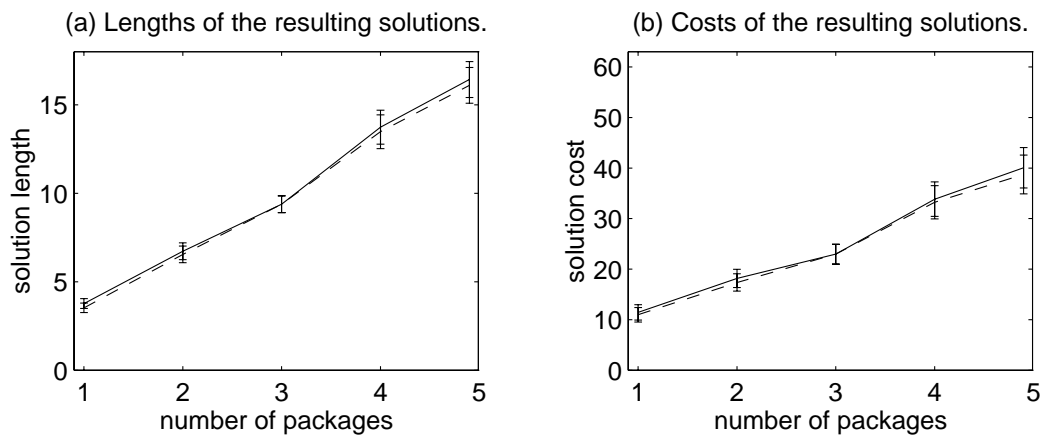 (a) Lengths of the resulting solutions.
15
10
5
0
solution length
1 2 3 4 5
number of packages
(b) Costs of the resulting solutions.
60
50
40
30
20
10
0
solution cost
1 2 3 4 5
number of packages